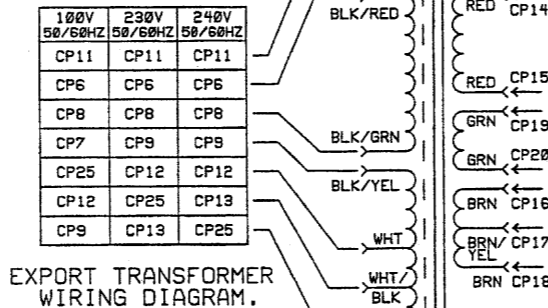 100V 230V 240V
50/60HZ 50/60HZ 50/60HZ
CP11 CP11 CP11
CP6 CP6 CP6
CP8 CP8 CP8
CP7 CP9 CP9
CP25 CP12 CP12
CP12 CP25 CP13
CP9 CP13 CP25
EXPORT TRANSFORMER
WIRING DIAGRAM.
BLK/RED
BLK/GRN
BLK/YEL
WHT
WHT/
BLK
RED CP14
RED CP15
GRN CP19
GRN CP20
BRN CP16
BRN/ CP17
YEL
BRN CP18